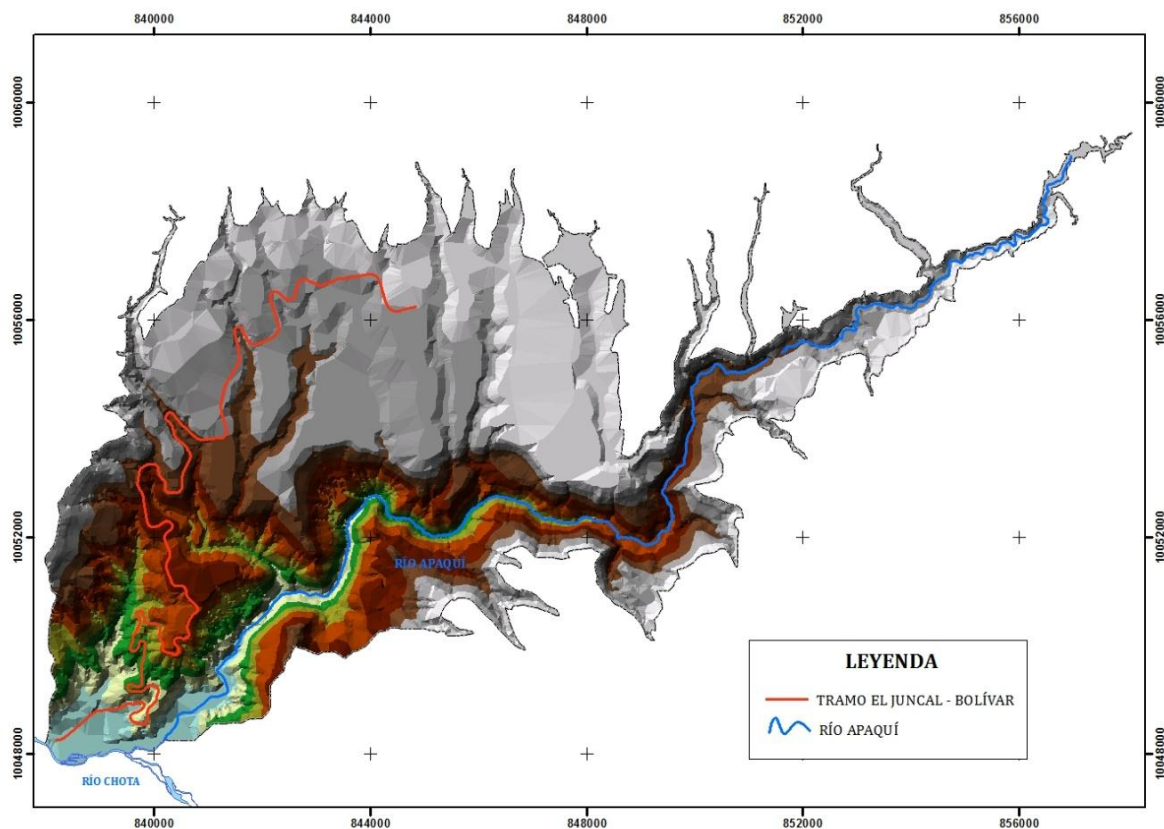 840000 844000 848000 852000 856000
10060000 10060000
10056000 10056000
10052000 10052000
RÍO APAQUÍ
LEYENDA
TRAMO EL JUNCAL - BOLÍVAR
RÍO APAQUÍ
10048000 10048000
RÍO CHOTA
840000 844000 848000 852000 856000